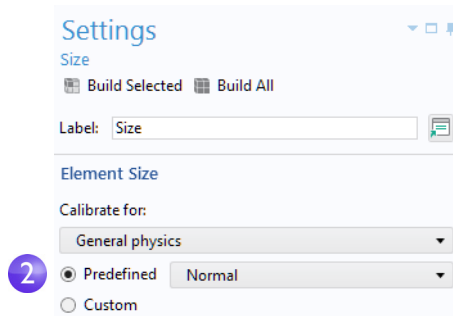 Settings
Size
Build Selected Build All
Label: Size
Element Size
Calibrate for:
General physics
2 Predefined Normal
Custom